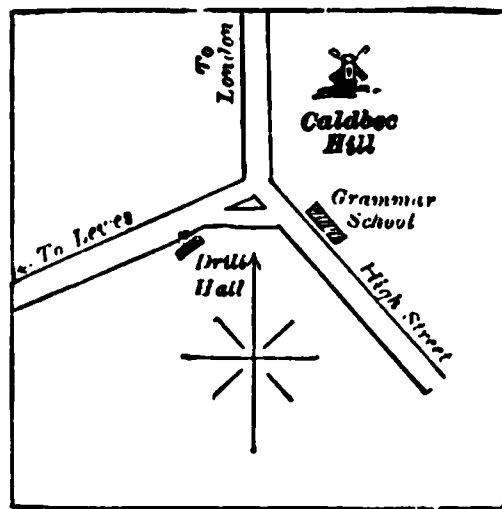 To
London
Caldbec
Hill
Grammar
School
To Lewes
Drill
Hall
High Street